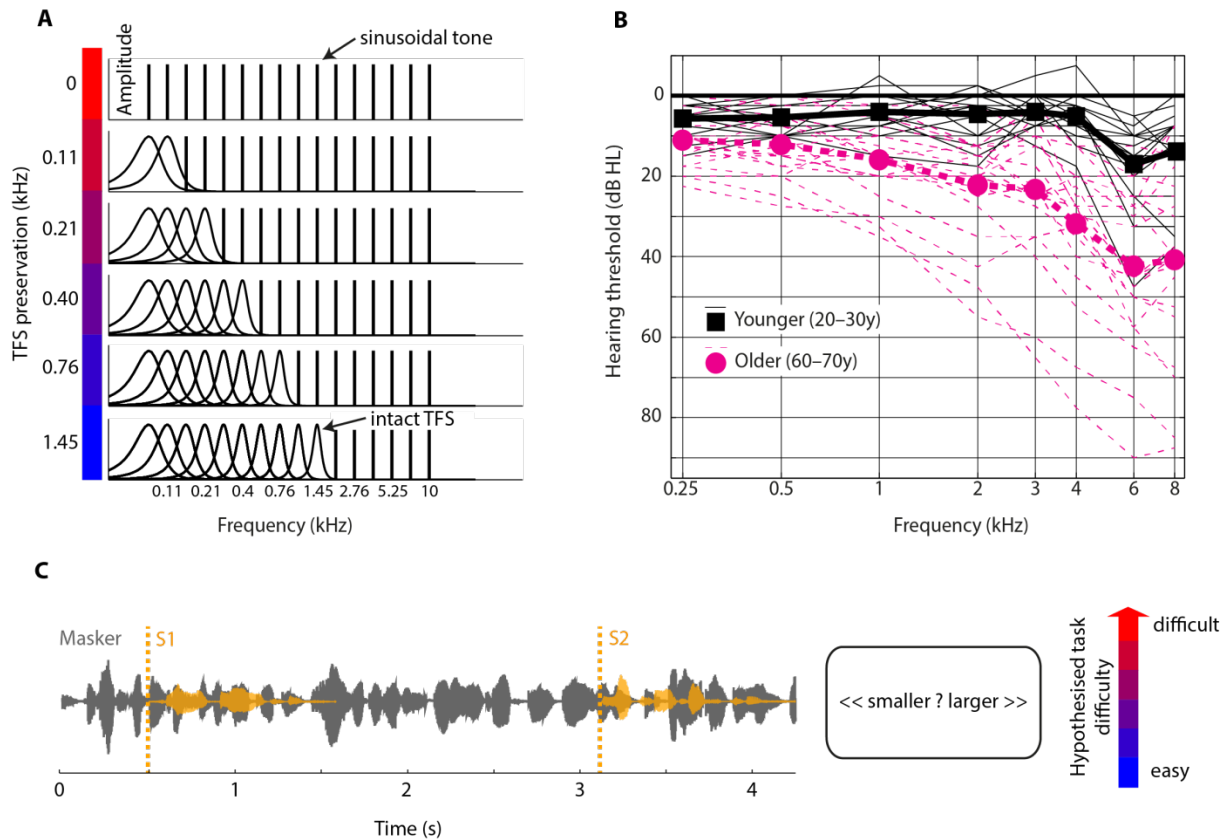 A
sinusoidal tone
Amplitude
TFS preservation (kHz)
0
0.11
0.21
0.40
0.76
1.45
intact TFS
0.11 0.21 0.4 0.76 1.45 2.76 5.25 10
Frequency (kHz)
B
Hearing threshold (dB HL)
0
20
40
60
80
Younger (20–30y)
Older (60–70y)
0.25 0.5 1 2 3 4 6 8
Frequency (kHz)
C
Masker
S1
S2
0 1 2 3 4
Time (s)
<< smaller ? larger >>
Hypothesised task
difficulty
difficult
easy